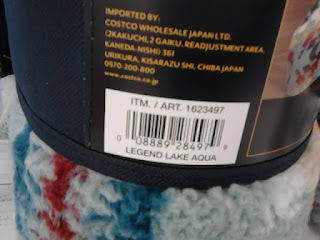 IMPORTED BY:
COSTCO WHOLESALE JAPAN LTD.
(2KAKUCHI, 2 GAIKU, READJUSTMENT AREA,
KANEDA-NISHI) 361
URIKURA, KISARAZU SHI, CHIBA JAPAN
0570-200-800
www.costco.co.jp
ITM. / ART. 1623497
0 08889 28497 9
LEGEND LAKE AQUA